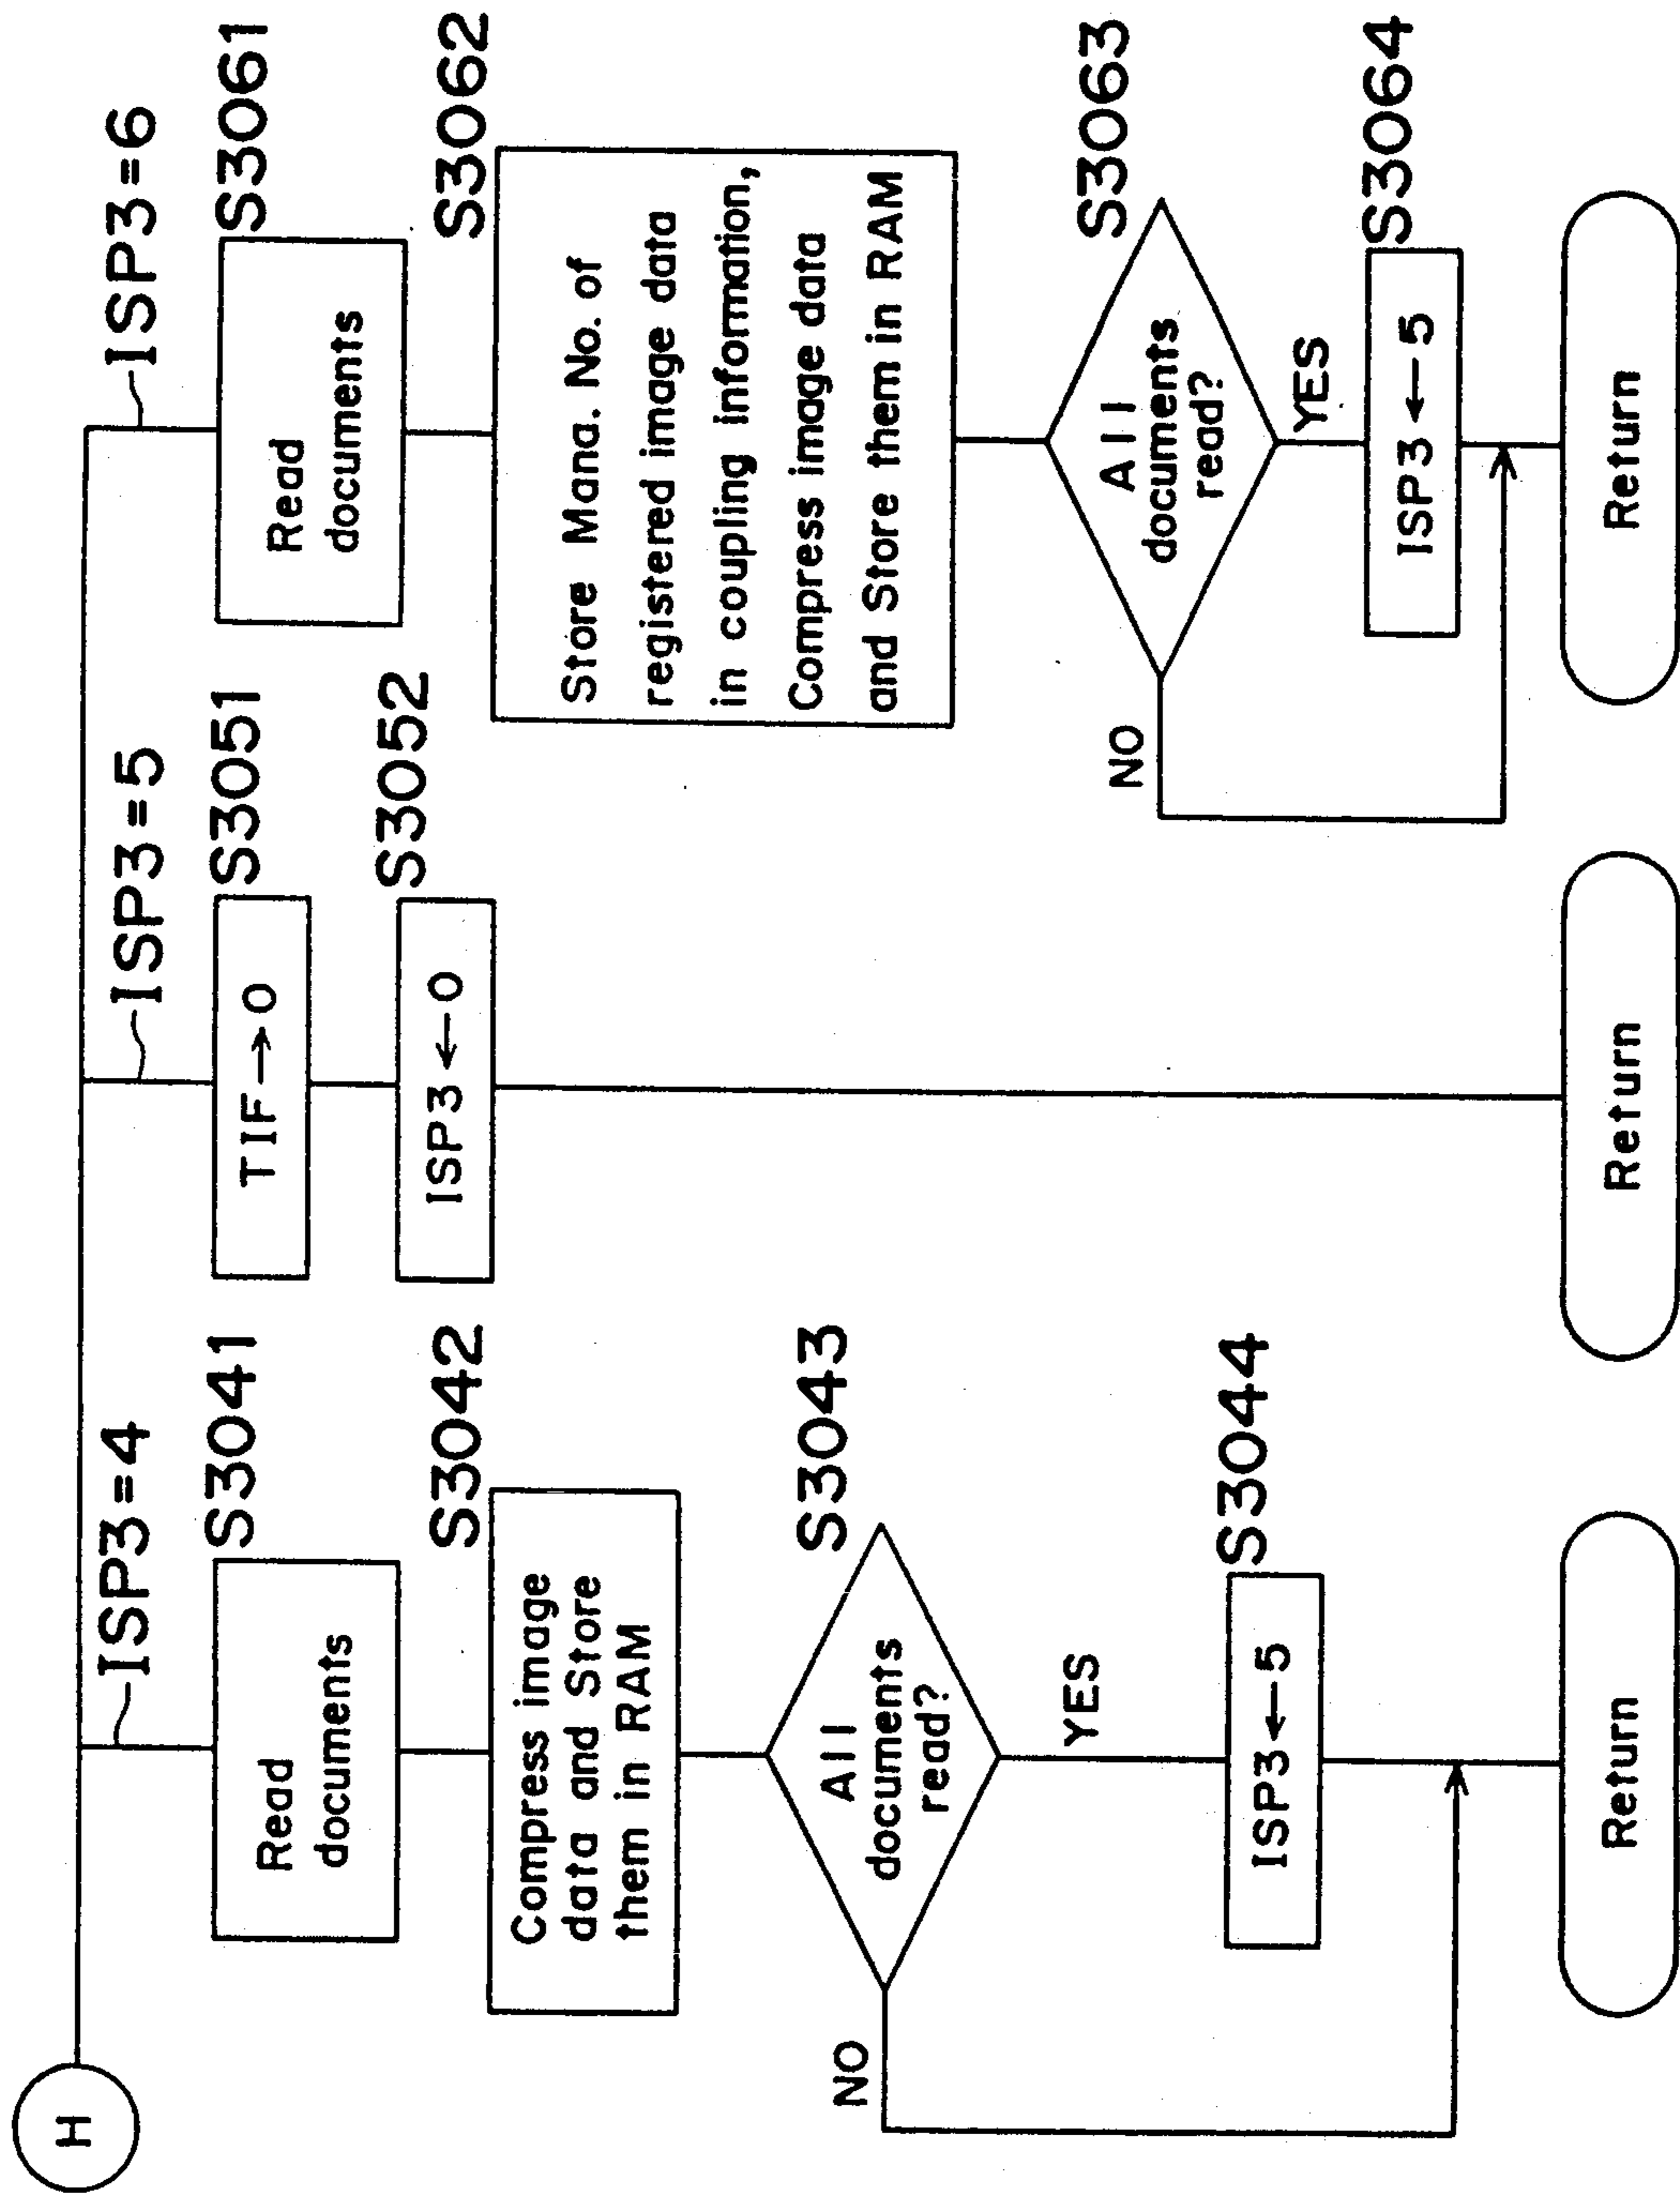 H
ISP3=4
S3041
Read
documents
S3042
Compress image
data and Store
them in RAM
S3043
All
documents
read?
NO
YES
S3044
ISP3←5
Return
ISP3=5
S3051
TIF→0
S3052
ISP3←0
Return
ISP3=6
S3061
Read
documents
S3062
Store Mana. No. of
registered image data
in coupling information,
Compress image data
and Store them in RAM
S3063
All
documents
read?
NO
YES
S3064
ISP3←5
Return